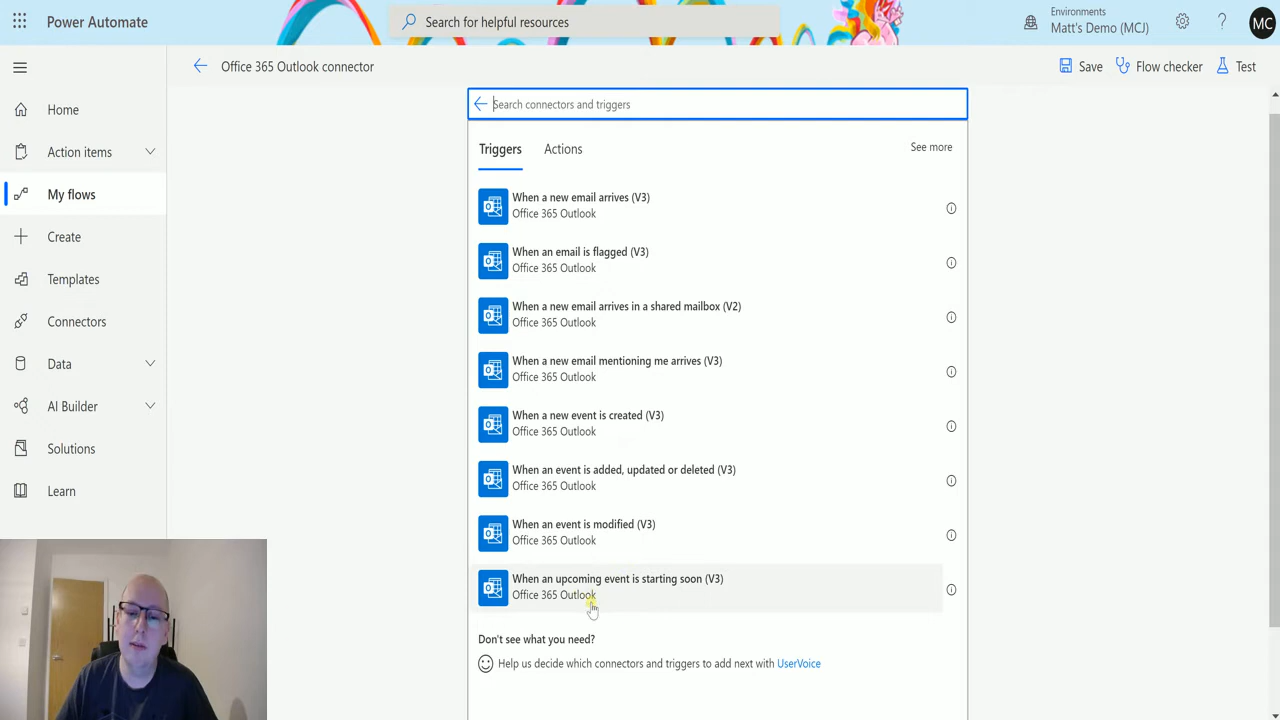 Power Automate
Search for helpful resources
Environments
Matt's Demo (MCJ)
MC
Office 365 Outlook connector
Save
Flow checker
Test
Home
Action items
My flows
Create
Templates
Connectors
Data
AI Builder
Solutions
Learn
Search connectors and triggers
Triggers
Actions
See more
When a new email arrives (V3)
Office 365 Outlook
When an email is flagged (V3)
Office 365 Outlook
When a new email arrives in a shared mailbox (V2)
Office 365 Outlook
When a new email mentioning me arrives (V3)
Office 365 Outlook
When a new event is created (V3)
Office 365 Outlook
When an event is added, updated or deleted (V3)
Office 365 Outlook
When an event is modified (V3)
Office 365 Outlook
When an upcoming event is starting soon (V3)
Office 365 Outlook
Don't see what you need?
Help us decide which connectors and triggers to add next with UserVoice